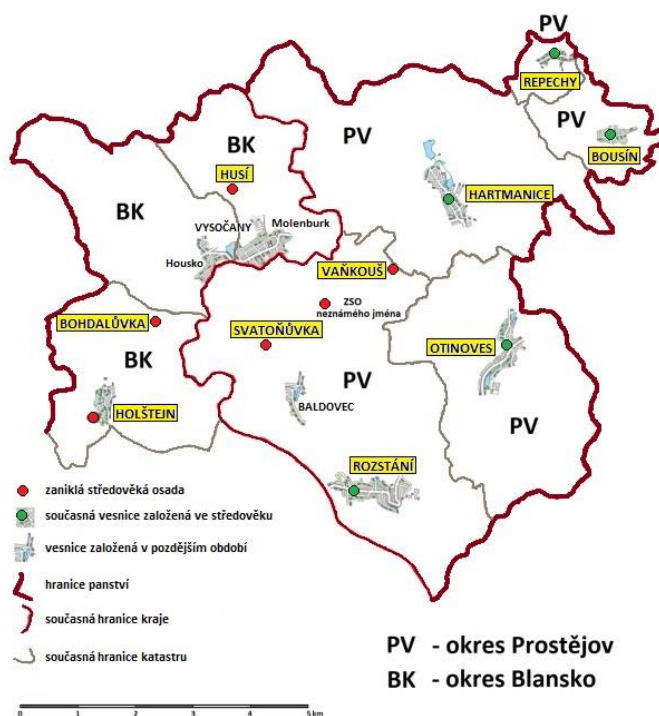 PV
REPECHY
PV
BOUSÍN
BK
PV
HUSÍ
HARTMANICE
BK
VYSOČANY
Molenburk
Housko
VAŇKOUŠ
ZSO
neznámého jména
BOHDALŮVKA
SVATOŇŮVKA
OTINOVES
BK
PV
BALDOVEC
HOLŠTEJN
PV
ROZSTÁNÍ
zaniklá středověká osada
současná vesnice založená ve středověku
vesnice založená v pozdějším období
hranice panství
současná hranice kraje
současná hranice katastru
PV - okres Prostějov
BK - okres Blansko
0 1 2 3 4 5 km